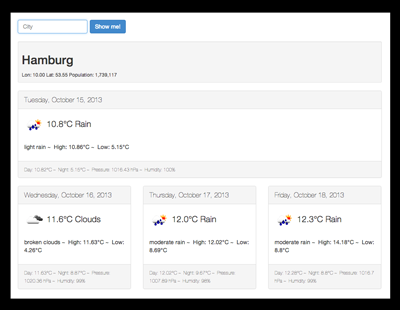 City
Show me!
Hamburg
Lon: 10.00 Lat: 53.55 Population: 1,739,117
Tuesday, October 15, 2013
10.8°C Rain
light rain ~ High: 10.86°C ~ Low: 5.15°C
Day: 10.83°C ~ Night: 5.15°C ~ Pressure: 1015.43 hPa ~ Humidity: 100%
Wednesday, October 16, 2013
11.6°C Clouds
broken clouds ~ High: 11.63°C ~ Low:
4.26°C
Day: 11.63°C ~ Night: 8.67°C ~ Pressure:
1020.36 hPa ~ Humidity: 99%
Thursday, October 17, 2013
12.0°C Rain
moderate rain ~ High: 12.02°C ~ Low:
8.69°C
Day: 12.02°C ~ Night: 9.67°C ~ Pressure:
1007.89 hPa ~ Humidity: 98%
Friday, October 18, 2013
12.3°C Rain
moderate rain ~ High: 14.18°C ~ Low:
8.8°C
Day: 12.28°C ~ Night: 8.8°C ~ Pressure: 1016.7
hPa ~ Humidity: 99%